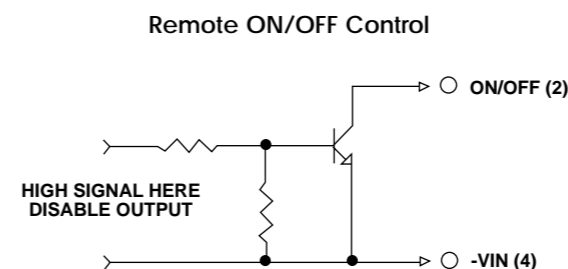 Remote ON/OFF Control
ON/OFF (2)
HIGH SIGNAL HERE
DISABLE OUTPUT
-VIN (4)